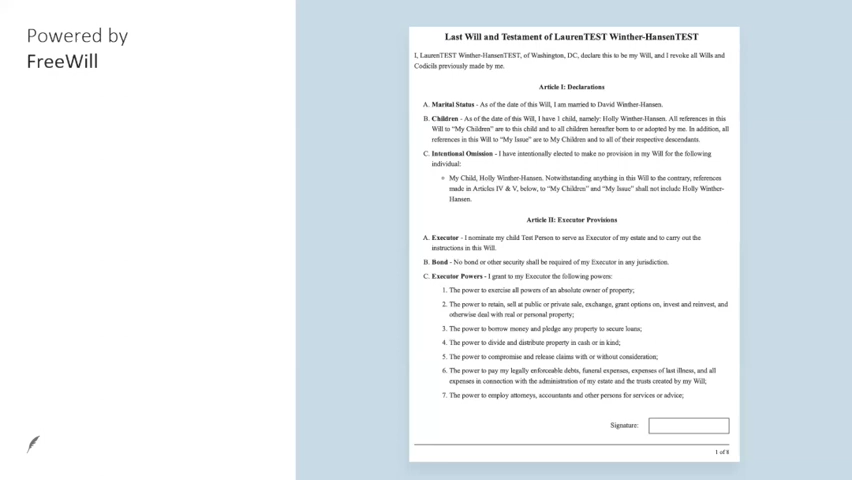 Powered by
FreeWill
Last Will and Testament of LaurenTEST Winther-HansenTEST
I, LaurenTEST Winther-HansenTEST, of Washington, DC, declare this to be my Will, and I revoke all Wills and
Codicils previously made by me.
Article I: Declarations
A. Marital Status - As of the date of this Will, I am married to David Winther-Hansen.
B. Children - As of the date of this Will, I have 1 child, namely: Holly Winther-Hansen. All references in this
Will to “My Children” are to this child and to all children hereafter born to or adopted by me. In addition, all
references in this Will to “My Issue” are to My Children and to all of their respective descendants.
C. Intentional Omission - I have intentionally elected to make no provision in my Will for the following
individual:
My Child, Holly Winther-Hansen. Notwithstanding anything in this Will to the contrary, references
made in Articles IV & V, below, to “My Children” and “My Issue” shall not include Holly Winther-
Hansen.
Article II: Executor Provisions
A. Executor - I nominate my child Test Person to serve as Executor of my estate and to carry out the
instructions in this Will.
B. Bond - No bond or other security shall be required of my Executor in any jurisdiction.
C. Executor Powers - I grant to my Executor the following powers:
1. The power to exercise all powers of an absolute owner of property;
2. The power to retain, sell at public or private sale, exchange, grant options on, invest and reinvest, and
otherwise deal with real or personal property;
3. The power to borrow money and pledge any property to secure loans;
4. The power to divide and distribute property in cash or in kind;
5. The power to compromise and release claims with or without consideration;
6. The power to pay my legally enforceable debts, funeral expenses, expenses of last illness, and all
expenses in connection with the administration of my estate and the trusts created by my Will;
7. The power to employ attorneys, accountants and other persons for services or advice;
Signature:
1 of 8